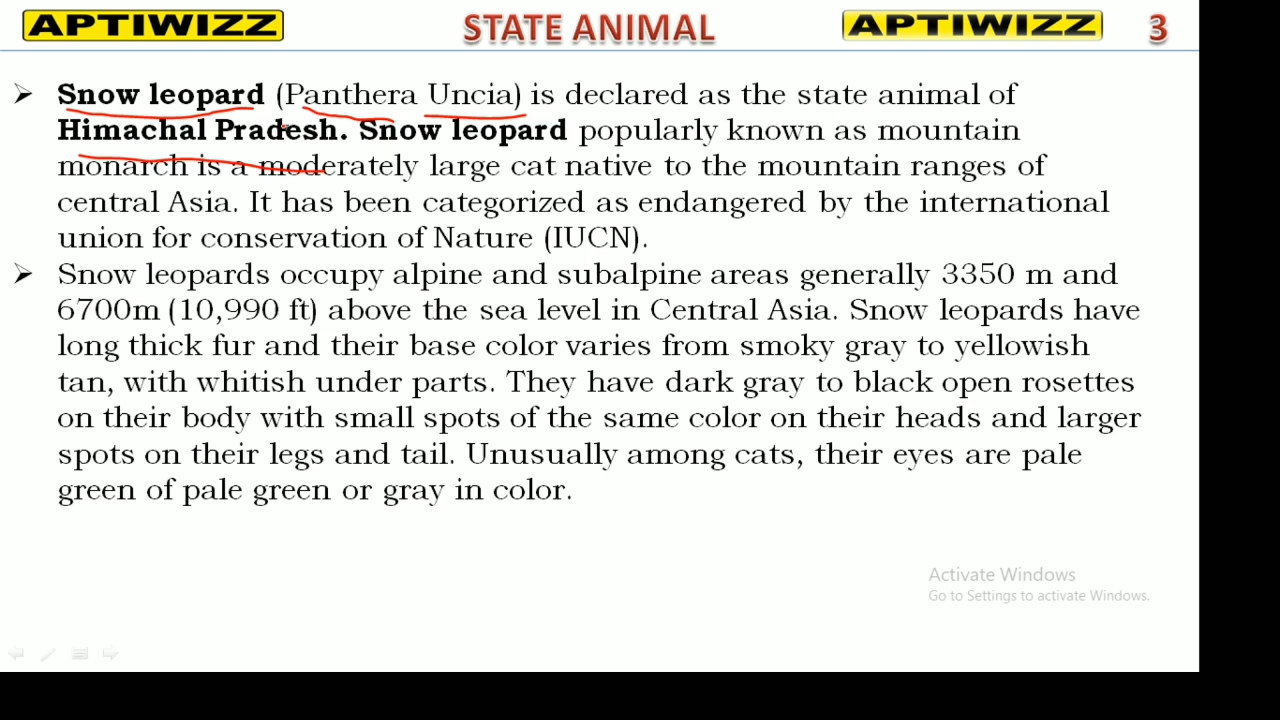 APTIWIZZ STATE ANIMAL APTIWIZZ 3
Snow leopard (Panthera Uncia) is declared as the state animal of
Himachal Pradesh. Snow leopard popularly known as mountain
monarch is a moderately large cat native to the mountain ranges of
central Asia. It has been categorized as endangered by the international
union for conservation of Nature (IUCN).
Snow leopards occupy alpine and subalpine areas generally 3350 m and
6700m (10,990 ft) above the sea level in Central Asia. Snow leopards have
long thick fur and their base color varies from smoky gray to yellowish
tan, with whitish under parts. They have dark gray to black open rosettes
on their body with small spots of the same color on their heads and larger
spots on their legs and tail. Unusually among cats, their eyes are pale
green of pale green or gray in color.
Activate Windows
Go to Settings to activate Windows.